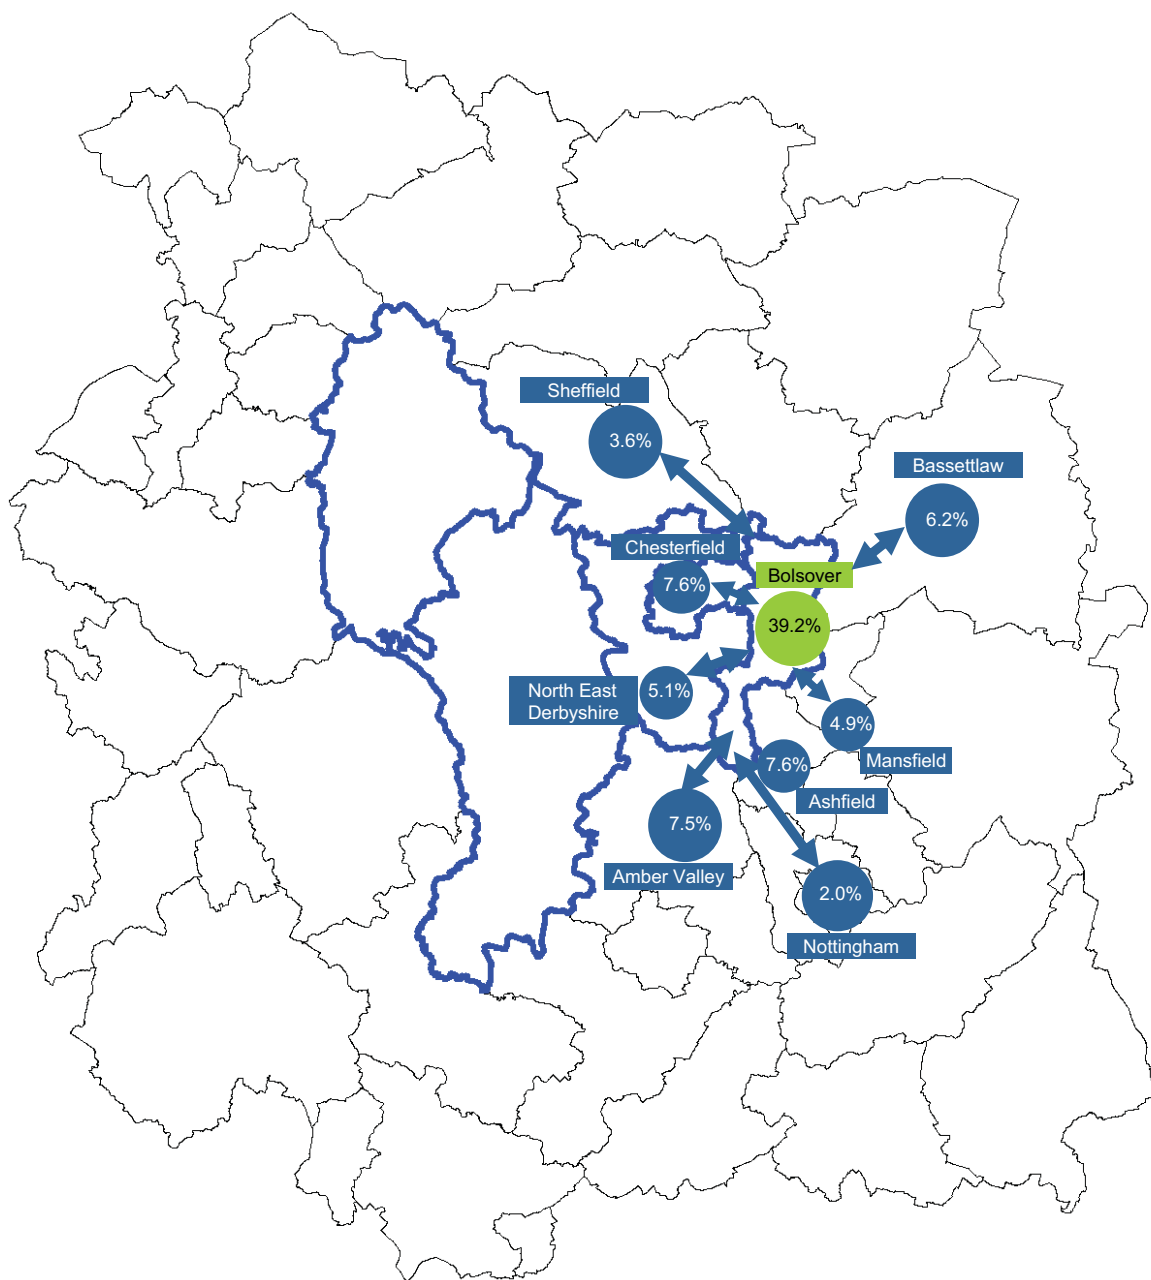 Sheffield
3.6%
Bassettlaw
6.2%
Chesterfield
7.6%
Bolsover
39.2%
North East
Derbyshire
5.1%
4.9%
Mansfield
7.6%
Ashfield
7.5%
Amber Valley
2.0%
Nottingham